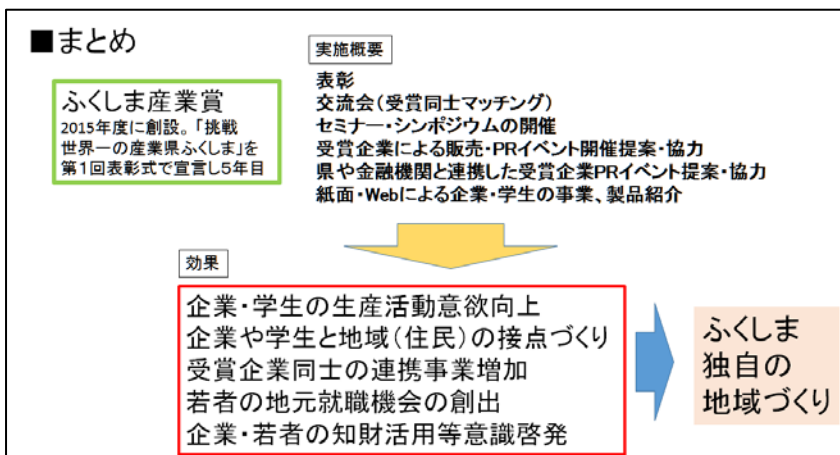 ■まとめ
ふくしま産業賞
2015年度に創設。「挑戦
世界一の産業県ふくしま」を
第1回表彰式で宣言し5年目
実施概要
表彰
交流会(受賞同士マッチング)
セミナー・シンポジウムの開催
受賞企業による販売・PRイベント開催提案・協力
県や金融機関と連携した受賞企業PRイベント提案・協力
紙面・Webによる企業・学生の事業、製品紹介
効果
企業・学生の生産活動意欲向上
企業や学生と地域(住民)の接点づくり
受賞企業同士の連携事業増加
若者の地元就職機会の創出
企業・若者の知財活用等意識啓発
ふくしま
独自の
地域づくり